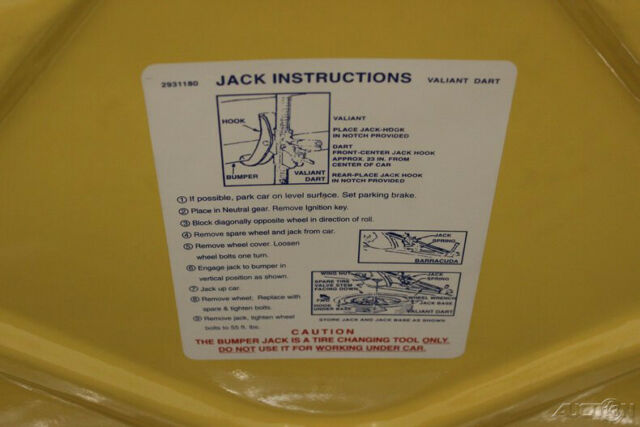 2931180 JACK INSTRUCTIONS VALIANT DART
HOOK
BUMPER
VALIANT
DART
VALIANT
PLACE JACK-HOOK
IN NOTCH PROVIDED
DART
FRONT-CENTER JACK HOOK
APPROX. 23 IN. FROM
CENTER OF CAR
REAR-PLACE JACK HOOK
IN NOTCH PROVIDED
① If possible, park car on level surface. Set parking brake.
② Place in Neutral gear. Remove Ignition key.
③ Block diagonally opposite wheel in direction of roll.
④ Remove spare wheel and jack from car.
⑤ Remove wheel cover. Loosen
wheel bolts one turn.
⑥ Engage jack to bumper in
vertical position as shown.
⑦ Jack up car.
⑧ Remove wheel; Replace with
spare & tighten bolts.
⑨ Remove jack, tighten wheel
bolts to 55 ft. lbs.
JACK
SPRING
BARRACUDA
WING NUT
SPARE TIRE
VALVE STEM
FACING DOWN
JACK
SPRING
HOOK UNDER
BASE
WHEEL WRENCH
JACK BASE
VALIANT DART
STORE JACK AND JACK BASE AS SHOWN
CAUTION
THE BUMPER JACK IS A TIRE CHANGING TOOL ONLY.
DO NOT USE IT FOR WORKING UNDER CAR.
AUCTION